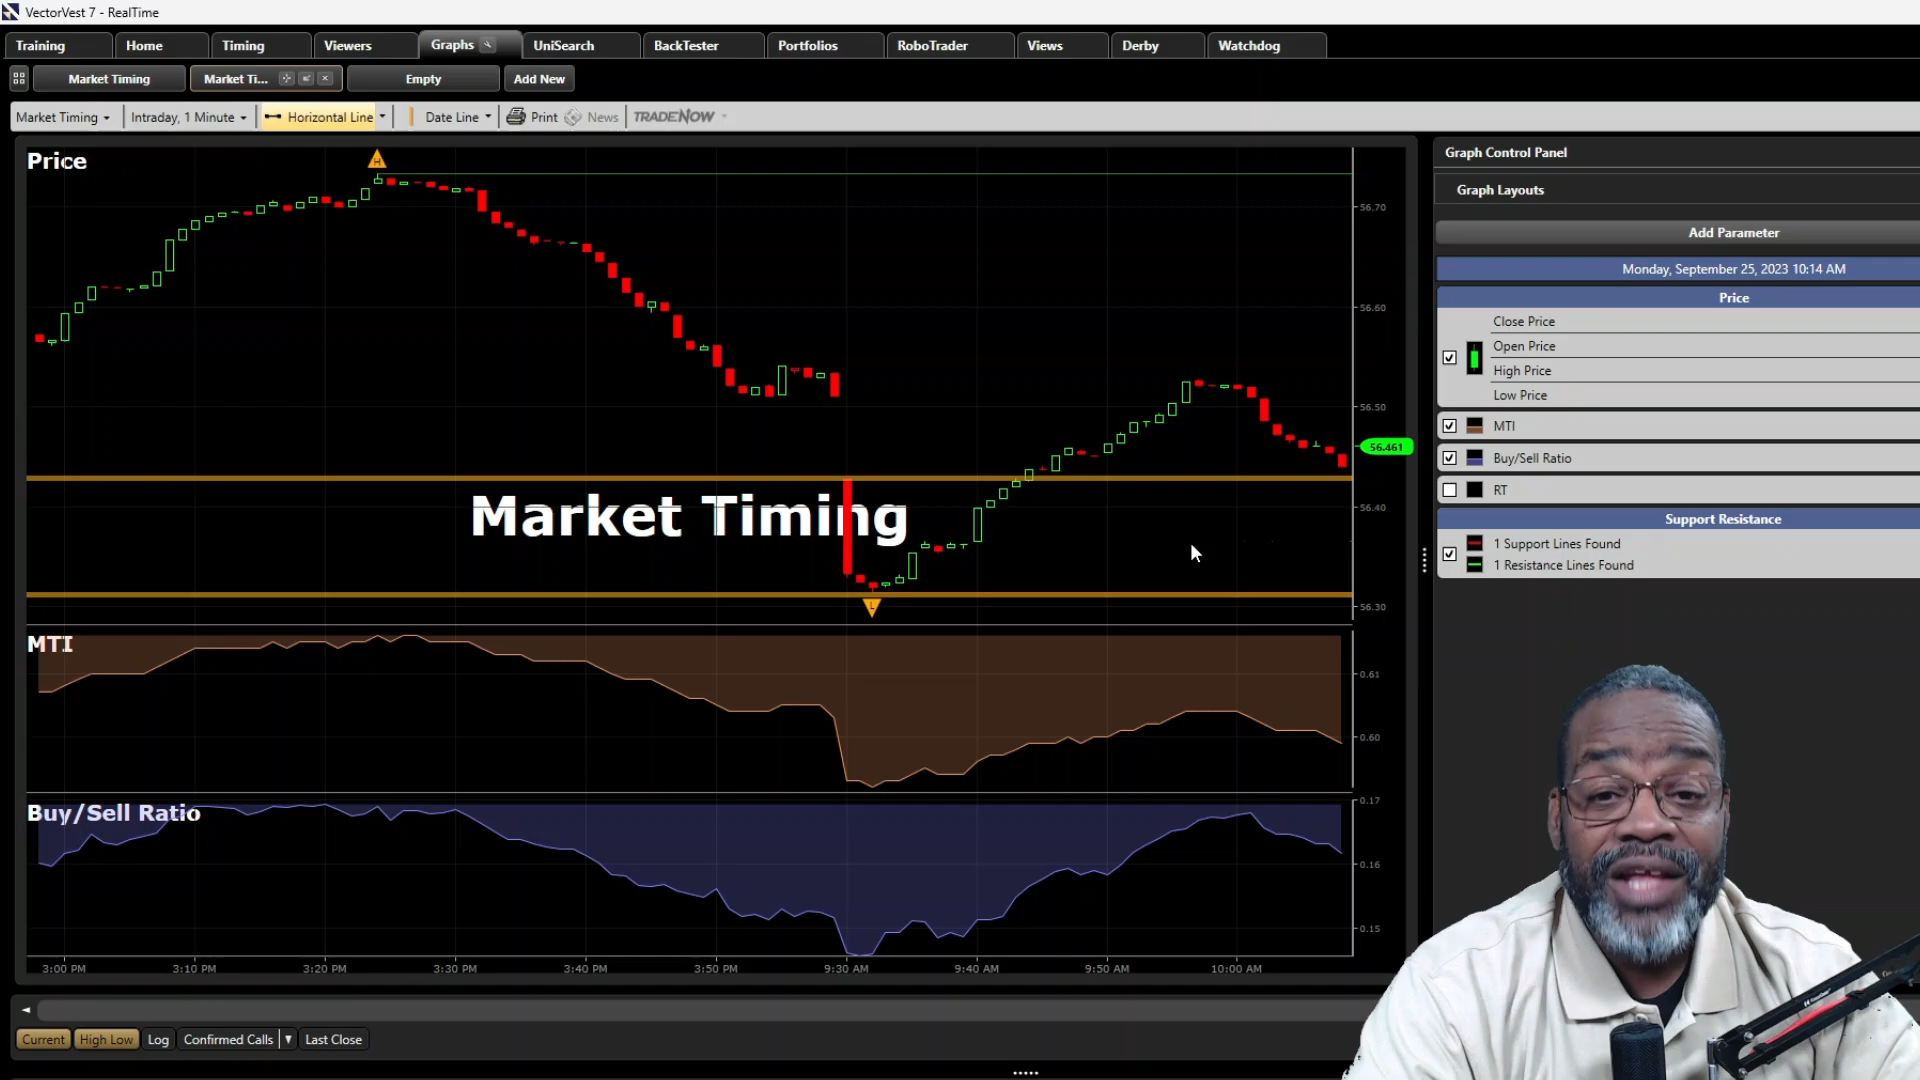 VectorVest 7 - RealTime
Training Home Timing Viewers Graphs UniSearch BackTester Portfolios RoboTrader Views Derby Watchdog
Market Timing Market Ti... Empty Add New
Market Timing Intraday, 1 Minute Horizontal Line Date Line Print News TRADENOW
Price
H
56.70
56.60
56.50
56.461
56.40
56.30
Market Timing
L
MTI
0.61
0.60
Buy/Sell Ratio
0.17
0.16
0.15
3:00 PM 3:10 PM 3:20 PM 3:30 PM 3:40 PM 3:50 PM 9:30 AM 9:40 AM 9:50 AM 10:00 AM
Current High Low Log Confirmed Calls Last Close
Graph Control Panel
Graph Layouts
Add Parameter
Monday, September 25, 2023 10:14 AM
Price
Close Price
Open Price
High Price
Low Price
MTI
Buy/Sell Ratio
RT
Support Resistance
1 Support Lines Found
1 Resistance Lines Found